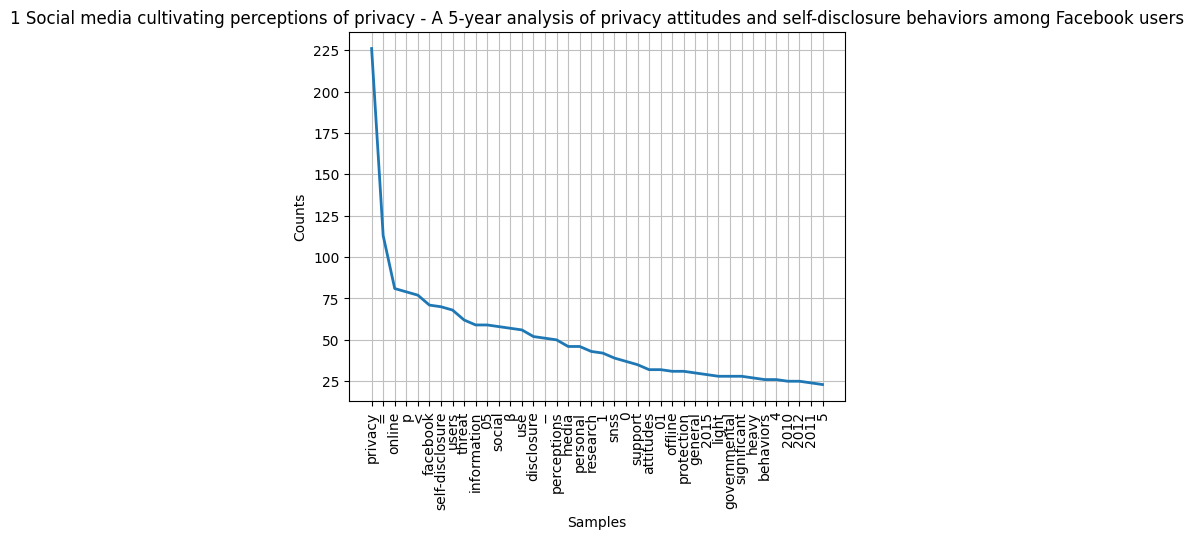 1 Social media cultivating perceptions of privacy - A 5-year analysis of privacy attitudes and self-disclosure behaviors among Facebook users
225
200
175
150
125
100
75
50
25
Counts
privacy
=
online
p
<
facebook
self-disclosure
users
threat
information
05
social
β
use
disclosure
–
perceptions
media
personal
research
1
snss
0
support
attitudes
01
offline
protection
general
2015
light
governmental
significant
heavy
behaviors
4
2010
2012
2011
5
Samples